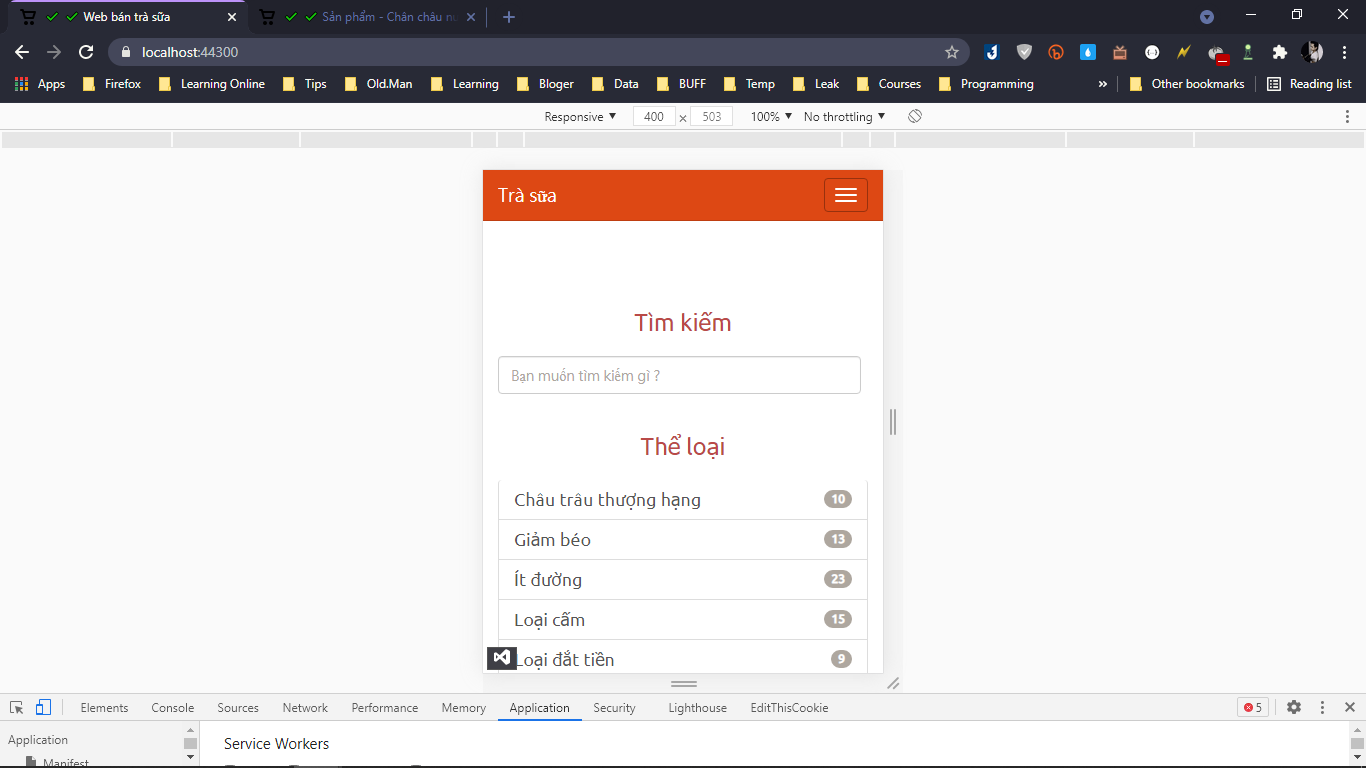 Web bán trà sữa
Sản phẩm - Chân châu
localhost:44300
Apps Firefox Learning Online Tips Old.Man Learning Bloger Data BUFF Temp Leak Courses Programming » Other bookmarks Reading list
Responsive 400 × 503 100% No throttling
Trà sữa
Tìm kiếm
Bạn muốn tìm kiếm gì ?
Thể loại
Châu trâu thượng hạng 10
Giảm béo 13
Ít đường 23
Loại cấm 15
Loại đắt tiền 9
Elements Console Sources Network Performance Memory Application Security Lighthouse EditThisCookie 5
Application
Manifest
Service Workers